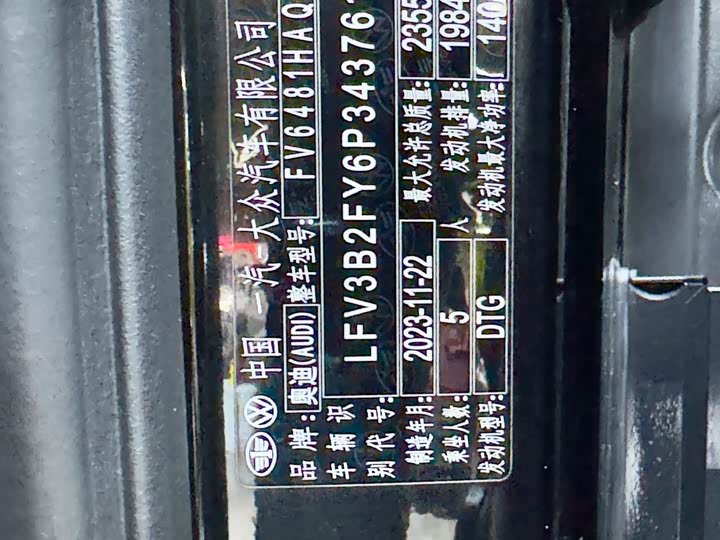 中国 一汽-大众汽车有限公司
品牌: 奥迪(AUDI) 整车型号: FV6481HAQ
车辆识别代号: LFV3B2FY6P343376
制造年月: 2023-11-22 最大允许总质量: 2355
乘坐人数: 5 人 发动机排量: 1984
发动机型号: DTG 发动机最大净功率: 140